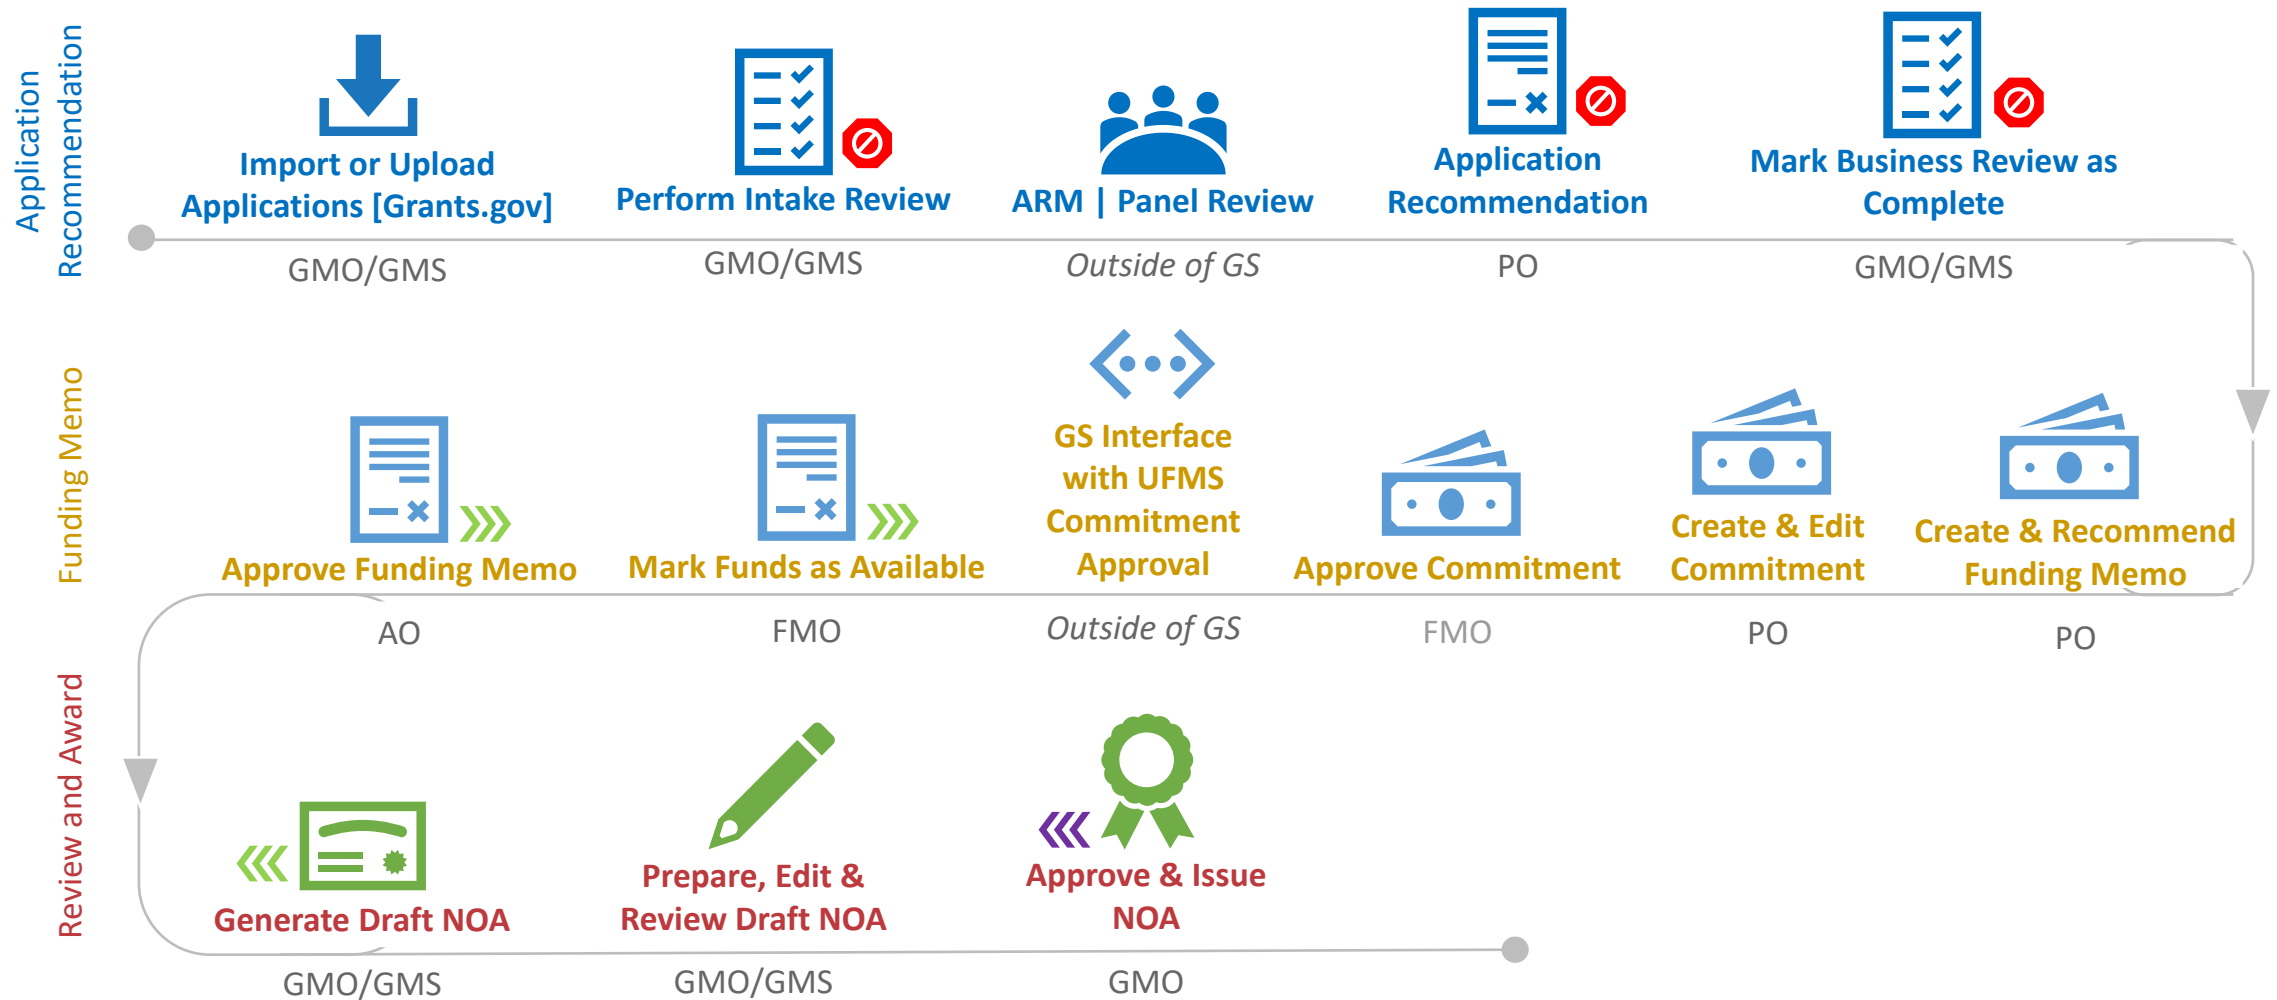 Application
Recommendation
Import or Upload
Applications [Grants.gov]
Perform Intake Review
ARM | Panel Review
Application
Recommendation
Mark Business Review as
Complete
GMO/GMS
GMO/GMS
Outside of GS
PO
GMO/GMS
Funding Memo
Approve Funding Memo
Mark Funds as Available
GS Interface
with UFMS
Commitment
Approval
Approve Commitment
Create & Edit
Commitment
Create & Recommend
Funding Memo
AO
FMO
Outside of GS
FMO
PO
PO
Review and Award
Generate Draft NOA
Prepare, Edit &
Review Draft NOA
Approve & Issue
NOA
GMO/GMS
GMO/GMS
GMO